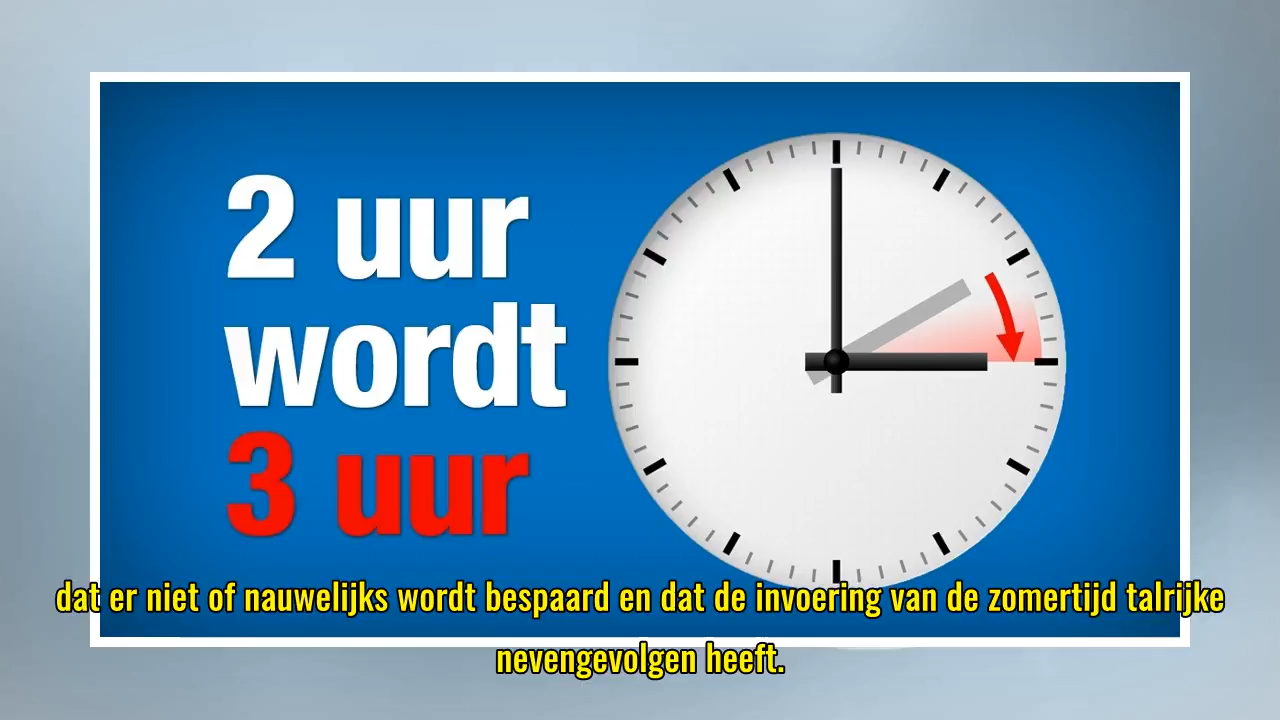 2 uur
wordt
3 uur
dat er niet of nauwelijks wordt bespaard en dat de invoering van de zomertijd talrijke
nevengevolgen heeft.